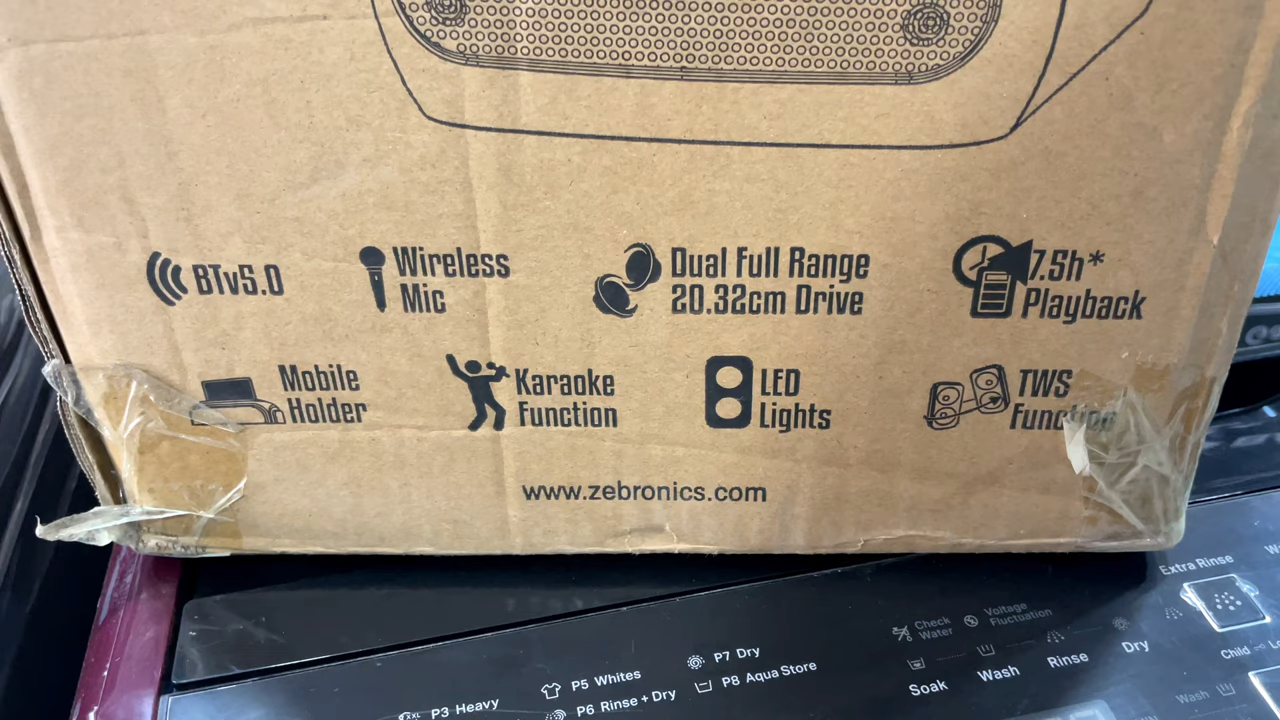 BTv5.0
Wireless
Mic
Dual Full Range
20.32cm Drive
7.5h*
Playback
Mobile
Holder
Karaoke
Function
LED
Lights
TWS
Function
www.zebronics.com
Extra Rinse
Check
Water
Voltage
Fluctuation
P7 Dry
P8 Aqua Store
P5 Whites
P6 Rinse + Dry
P3 Heavy
XXL
Soak
Wash
Rinse
Dry
Child
Wash